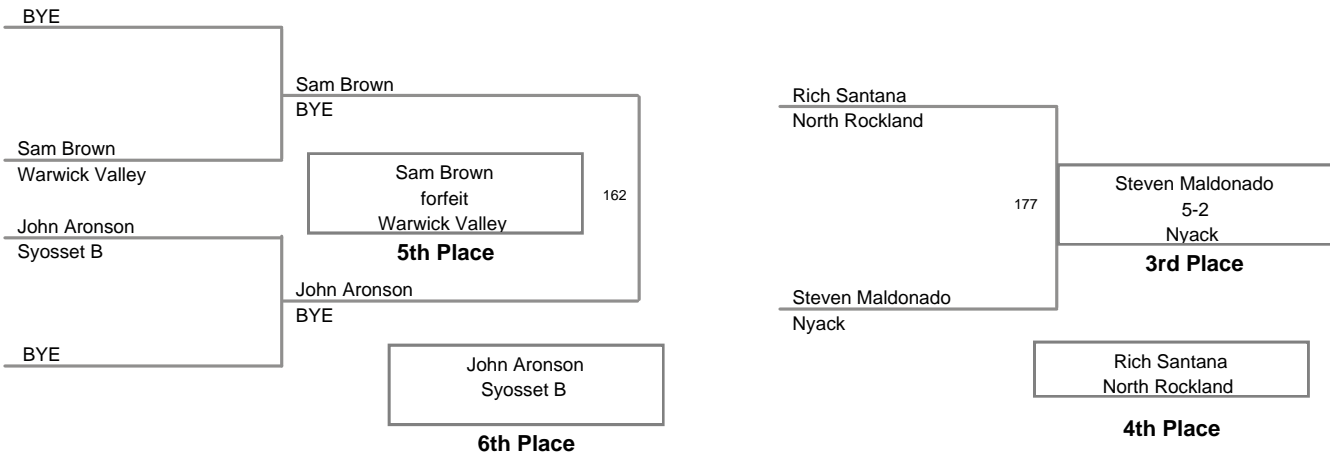 BYE
Sam Brown
BYE
Sam Brown
Warwick Valley
Sam Brown
forfeit
Warwick Valley
5th Place
162
John Aronson
Syosset B
John Aronson
BYE
BYE
John Aronson
Syosset B
6th Place
Rich Santana
North Rockland
177
Steven Maldonado
5-2
Nyack
3rd Place
Steven Maldonado
Nyack
Rich Santana
North Rockland
4th Place